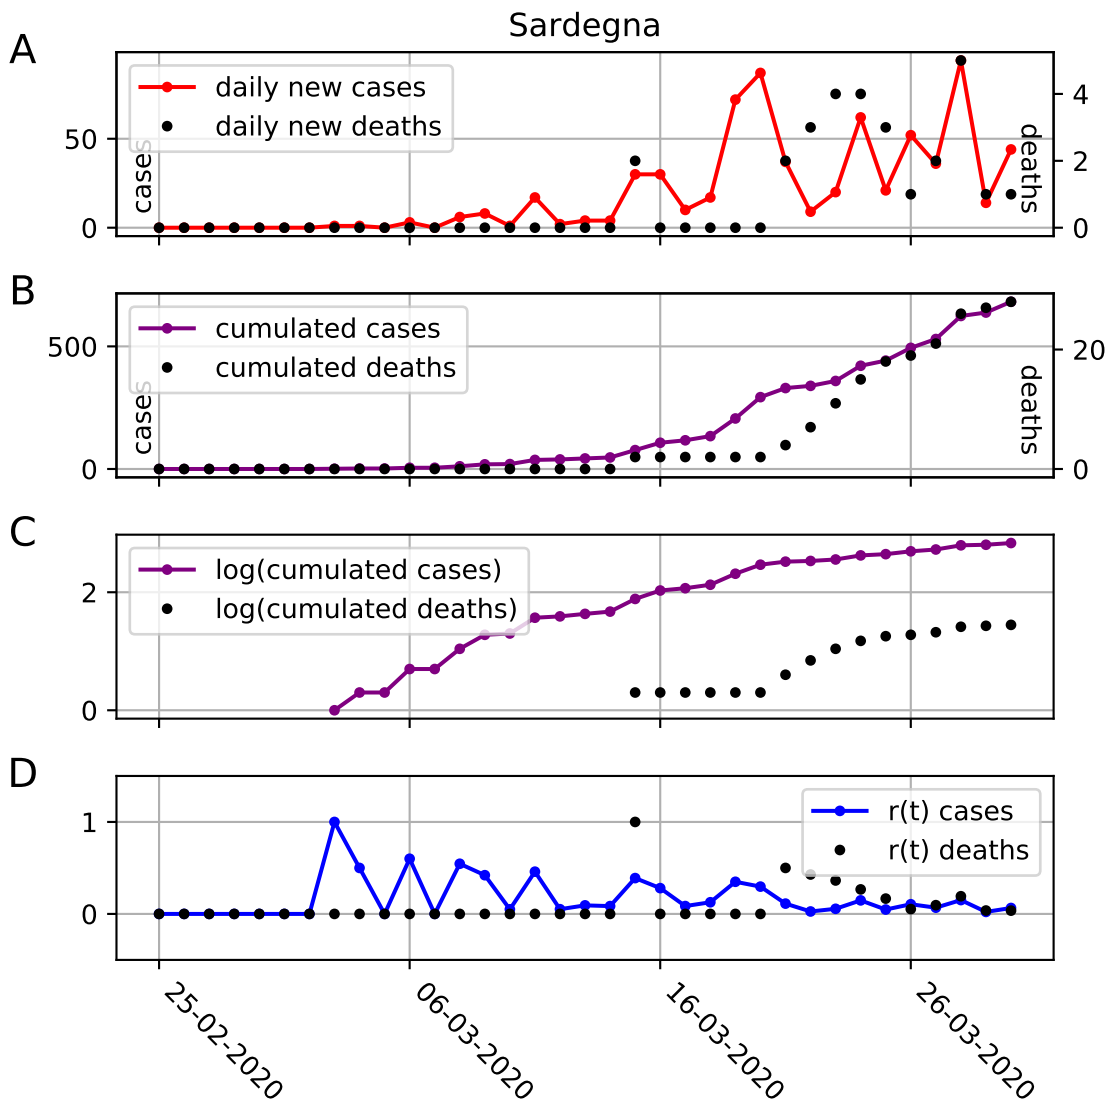 Sardegna
A
daily new cases
daily new deaths
50
0
cases
4
2
0
deaths
B
cumulated cases
cumulated deaths
500
0
cases
20
0
deaths
C
log(cumulated cases)
log(cumulated deaths)
2
0
D
r(t) cases
r(t) deaths
1
0
25-02-2020
06-03-2020
16-03-2020
26-03-2020